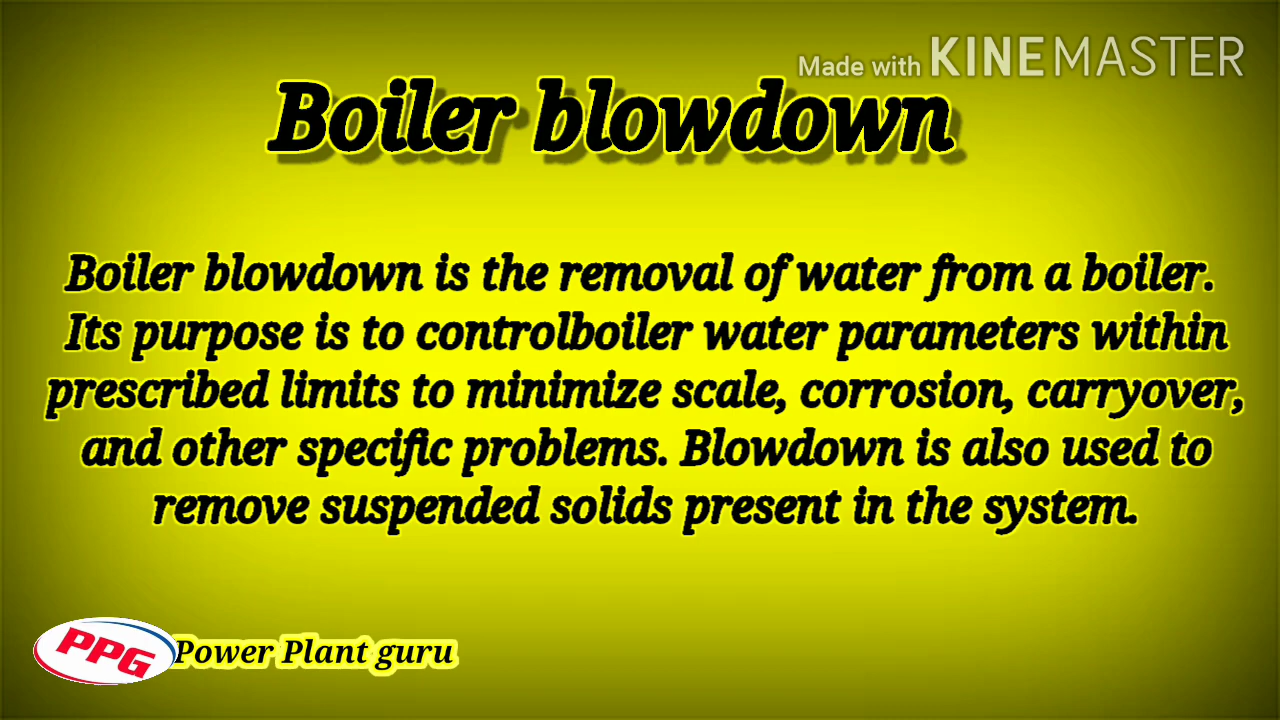 Made with KINEMASTER
Boiler blowdown
Boiler blowdown is the removal of water from a boiler.
Its purpose is to controlboiler water parameters within
prescribed limits to minimize scale, corrosion, carryover,
and other specific problems. Blowdown is also used to
remove suspended solids present in the system.
PPG Power Plant guru